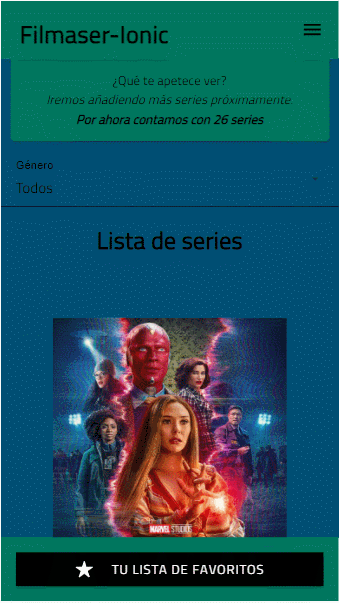 Filmaser-Ionic
¿Qué te apetece ver?
Iremos añadiendo más series próximamente.
Por ahora contamos con 26 series
Género
Todos
Lista de series
MARVEL STUDIOS
TU LISTA DE FAVORITOS